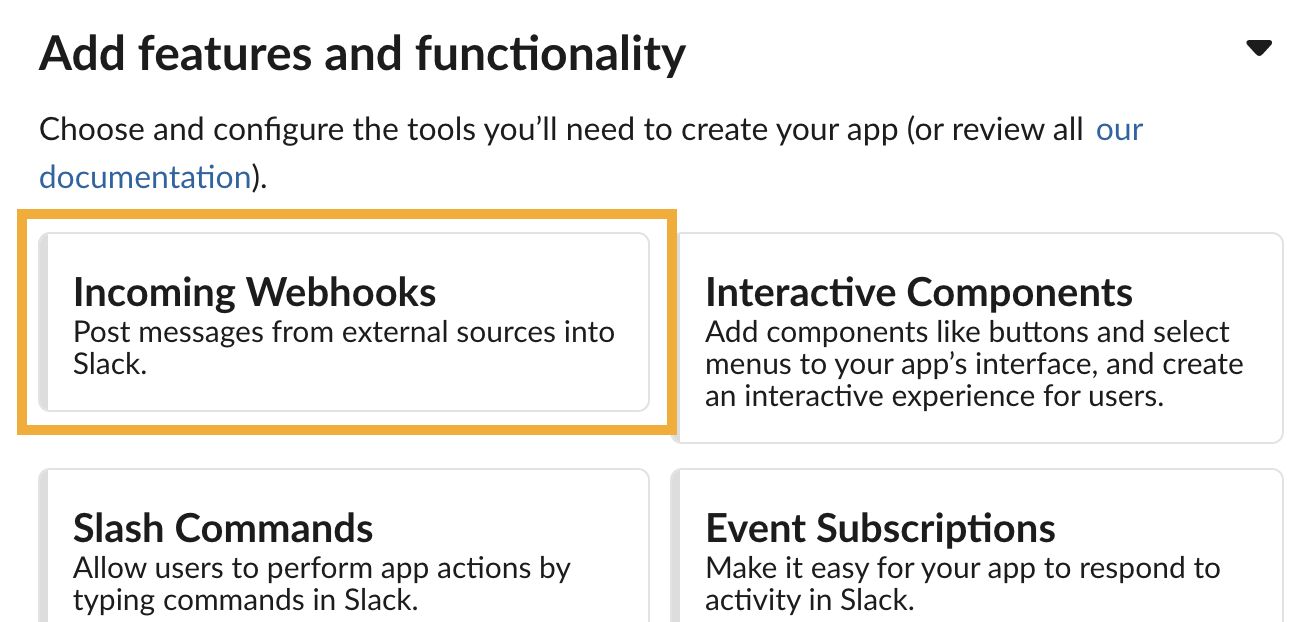 Add features and functionality
Choose and configure the tools you’ll need to create your app (or review all our
documentation).
Incoming Webhooks
Post messages from external sources into
Slack.
Interactive Components
Add components like buttons and select
menus to your app’s interface, and create
an interactive experience for users.
Slash Commands
Allow users to perform app actions by
typing commands in Slack.
Event Subscriptions
Make it easy for your app to respond to
activity in Slack.